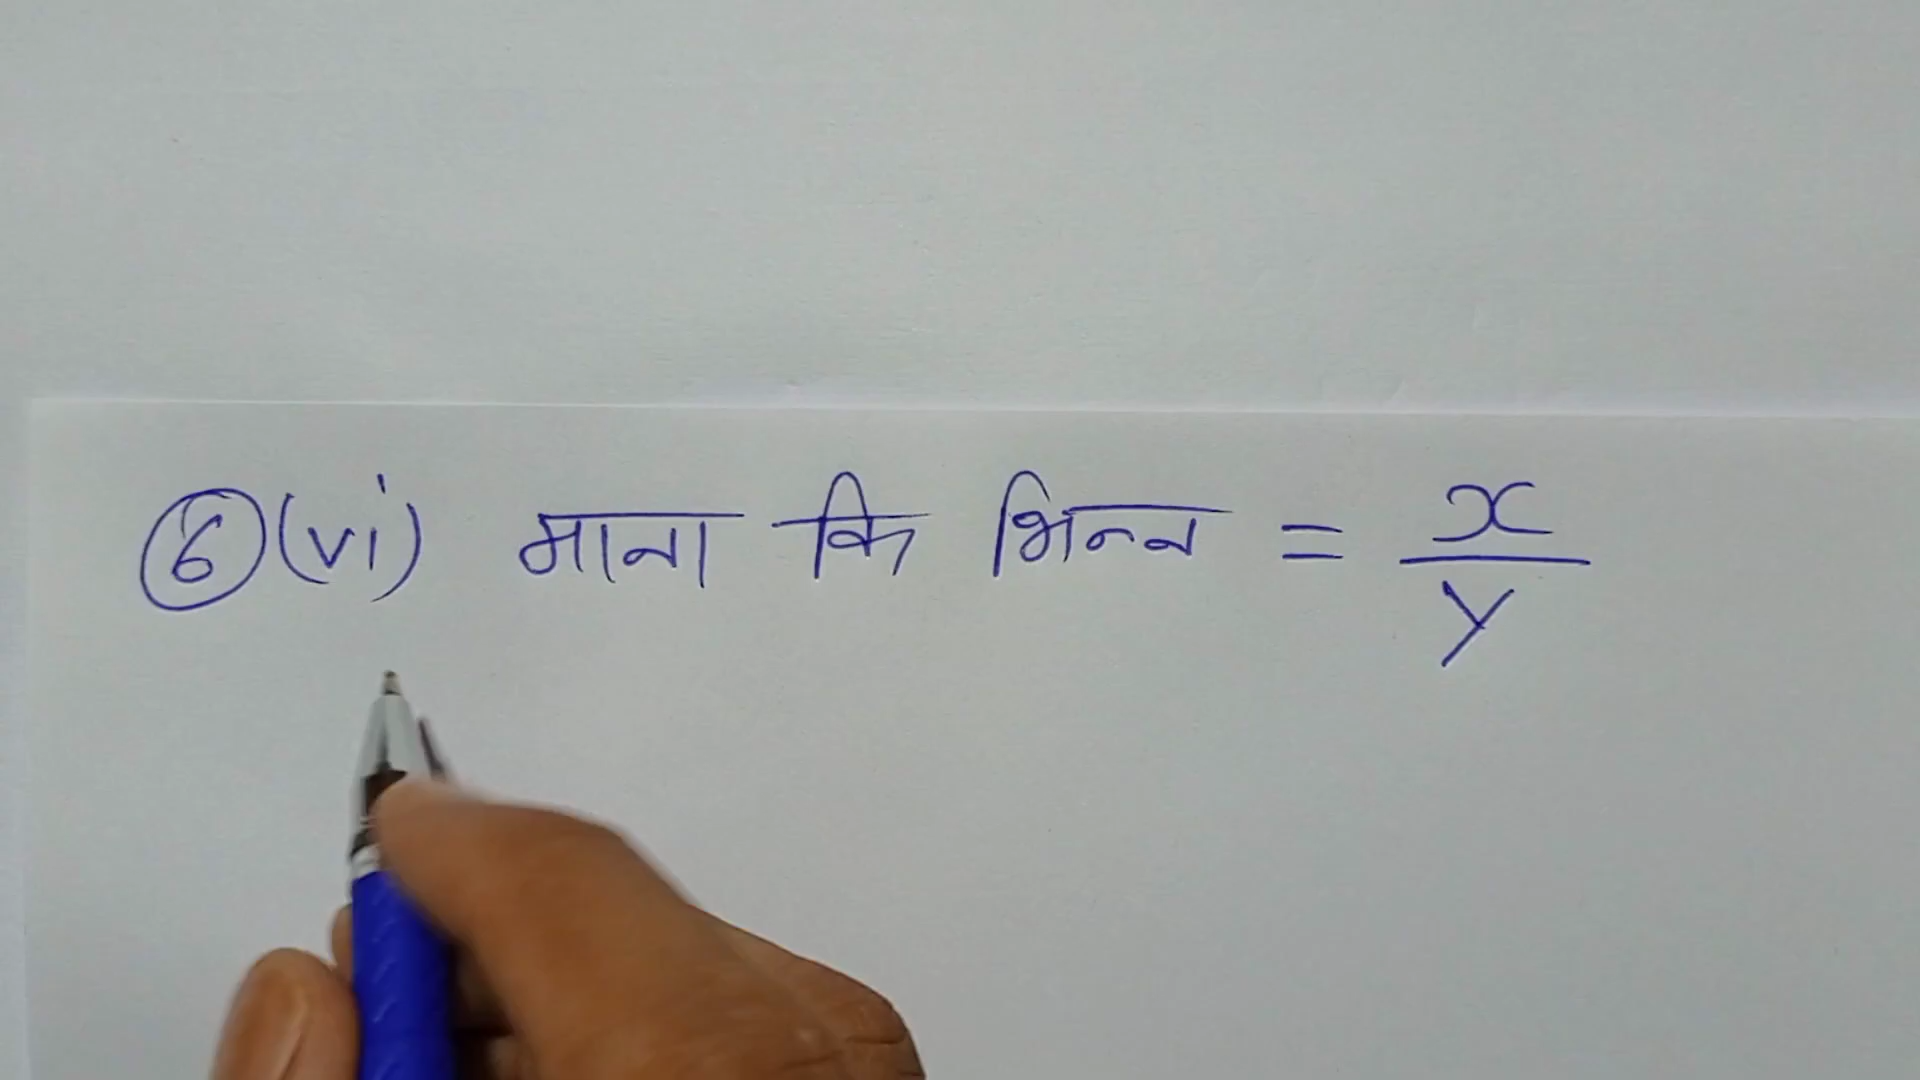 6 (vi) माना कि भिन्न = x/y